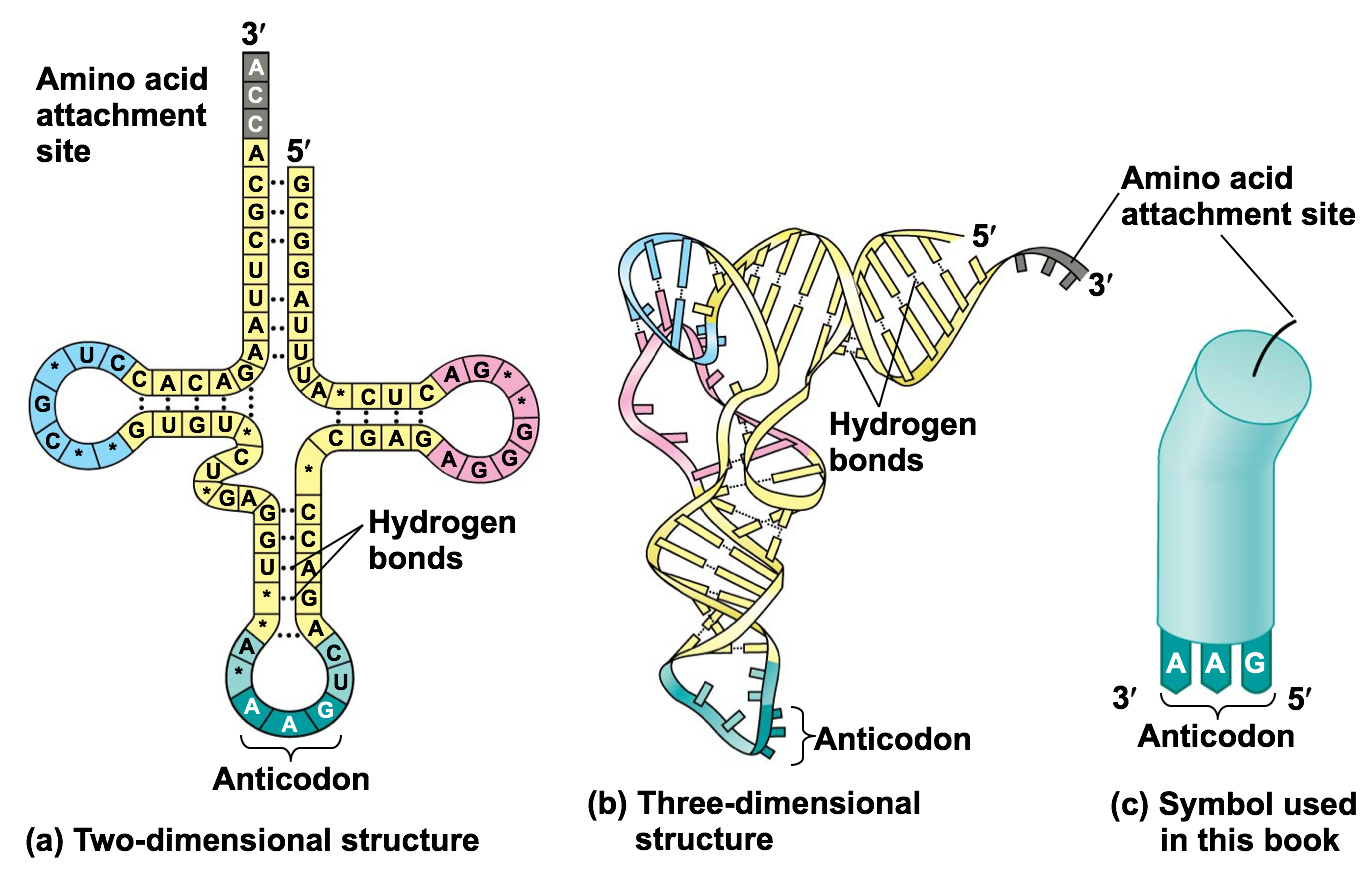 3′
Amino acid
attachment
site
A
C
C
A
5′
C G
G C
C G
U G
U A
A U
A U
* U C C A C A G
U A * C U C A G * *
G
C * * G U G U * C U * G A G
G U * *
* C G A G A G G G
C
C
A
G
A
A *
C U
A A G
Hydrogen
bonds
Anticodon
(a) Two-dimensional structure
5′
3′
Amino acid
attachment site
Hydrogen
bonds
Anticodon
(b) Three-dimensional
structure
A A G
3′ 5′
Anticodon
(c) Symbol used
in this book